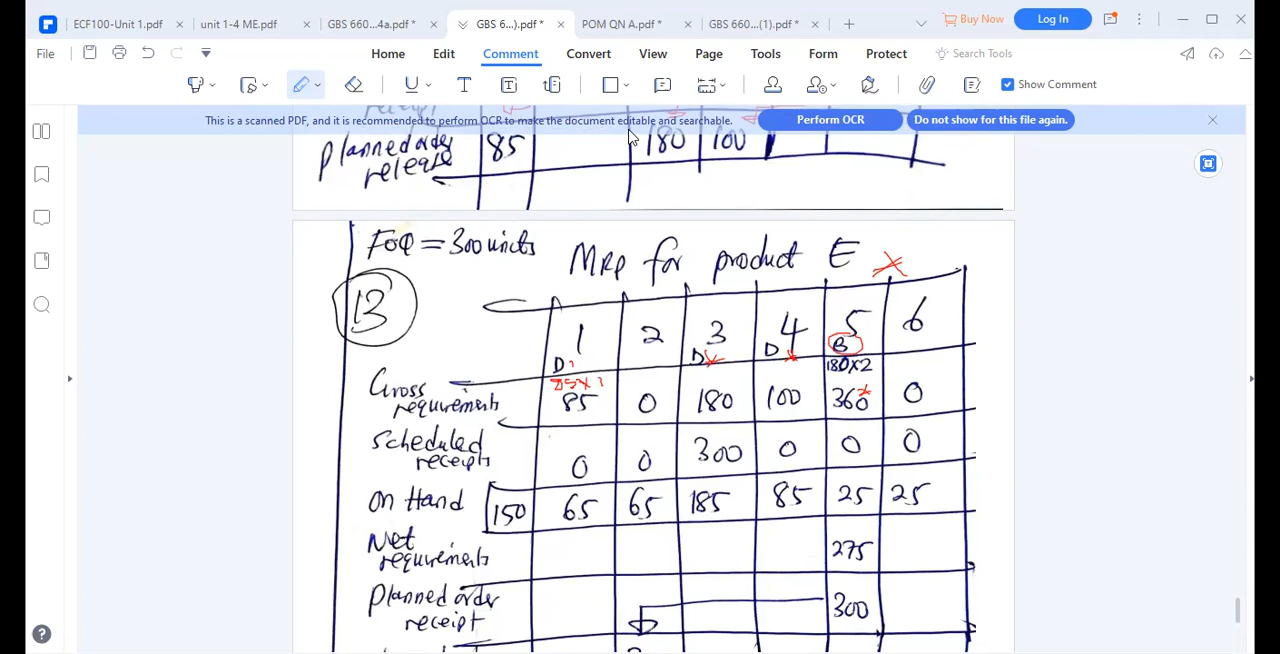 ECF100-Unit 1.pdf unit 1-4 ME.pdf GBS 660...4a.pdf * GBS 6...).pdf * POM QN A.pdf * GBS 660...(1).pdf * Buy Now Log In
File Home Edit Comment Convert View Page Tools Form Protect Search Tools
Show Comment
This is a scanned PDF, and it is recommended to perform OCR to make the document editable and searchable. Perform OCR Do not show for this file again.
Planned order 85 180 100
release
FOQ = 300 units MRP for product E
13
1 2 3 4 5 6
D D D B
85x1 180x2
Gross
requirements 85 0 180 100 360 0
Scheduled
receipts 0 0 300 0 0 0
On Hand 150 65 65 185 85 25 25
Net
requirements 275
Planned order
receipt 300